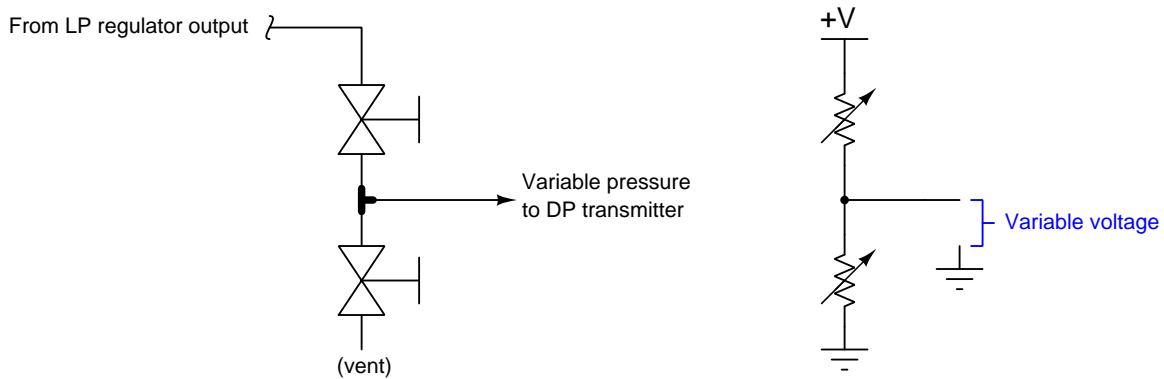 From LP regulator output
Variable pressure
to DP transmitter
(vent)
+V
Variable voltage